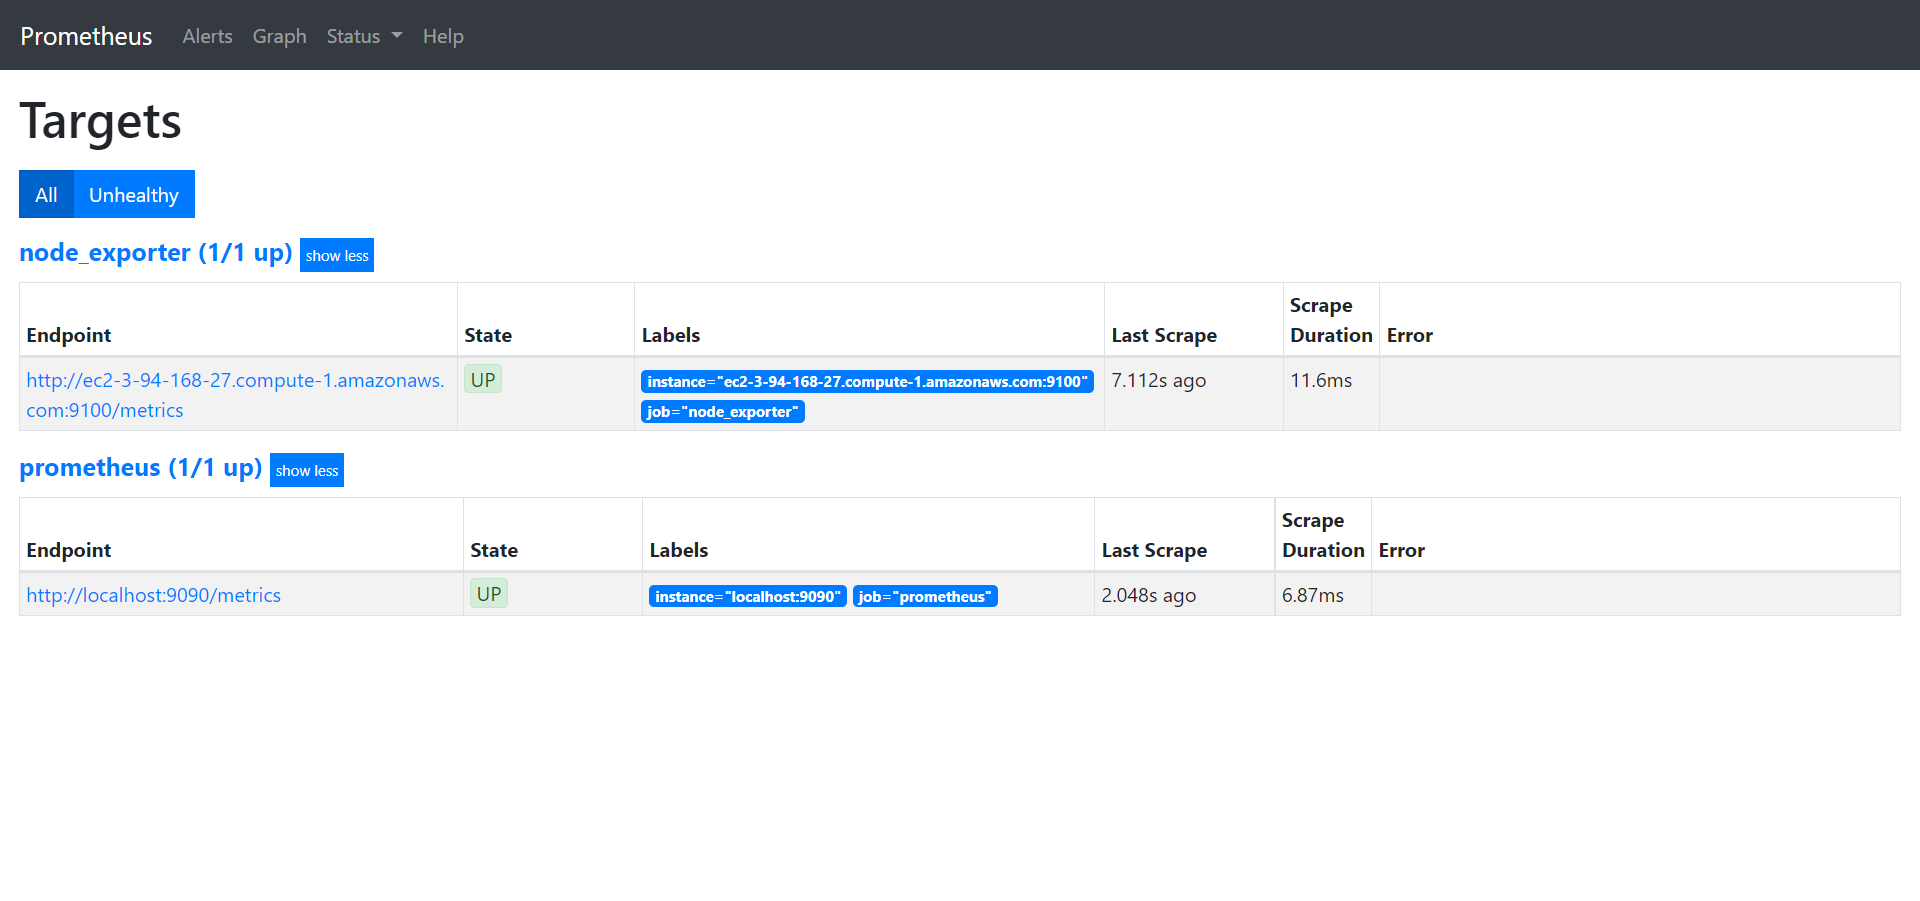 Prometheus Alerts Graph Status Help
Targets
All Unhealthy
node_exporter (1/1 up) show less
Endpoint State Labels Last Scrape Scrape Duration Error
http://ec2-3-94-168-27.compute-1.amazonaws. UP instance="ec2-3-94-168-27.compute-1.amazonaws.com:9100" 7.112s ago 11.6ms
com:9100/metrics job="node_exporter"
prometheus (1/1 up) show less
Endpoint State Labels Last Scrape Scrape Duration Error
http://localhost:9090/metrics UP instance="localhost:9090" job="prometheus" 2.048s ago 6.87ms